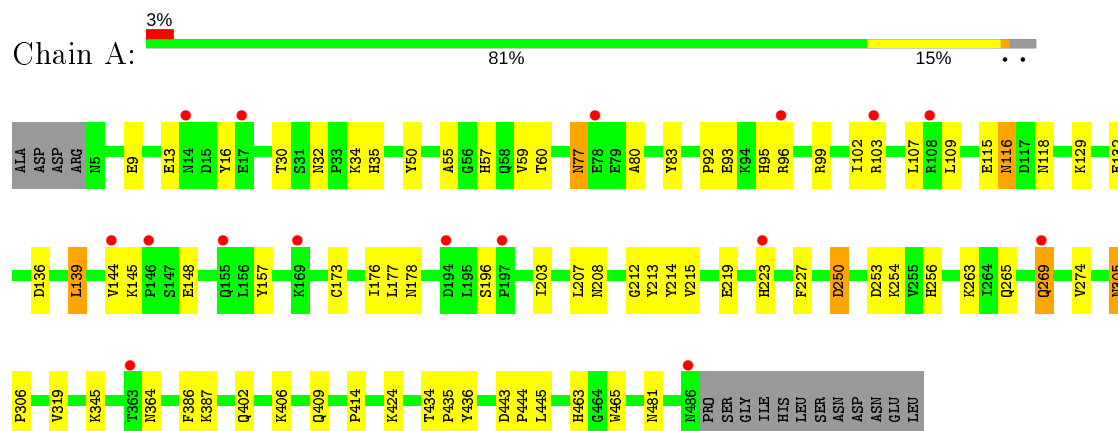 3%
Chain A:
81%
15%
ALA ASP ASP ARG N5 E9 E13 N14 D15 Y16 E17 T30 S31 N32 P33 K34 H35 Y50 A55 G56 H57 Q58 V59 T60 N77 E78 E79 A80 Y83 P92 E93 K94 H95 R96 R99 I102 R103 L107 R108 L109 E115 N116 D117 N118 K129
D136 L139 V144 K145 P146 S147 E148 Q155 L156 Y157 K169 C173 I176 L177 N178 D194 L195 S196 P197 I203 L207 N208 G212 Y213 Y214 V215 E219 H223 F227 D250 D253 K254 V255 H256 K263 I264 Q265 Q269 V274 N305
P306 V319 K345 T363 N364 F386 K387 Q402 K406 Q409 P414 K424 T434 P435 Y436 D443 P444 L445 H463 G464 W465 N481 N486 PRO SER GLY ILE HIS LEU SER ASN ASP ASN GLU LEU